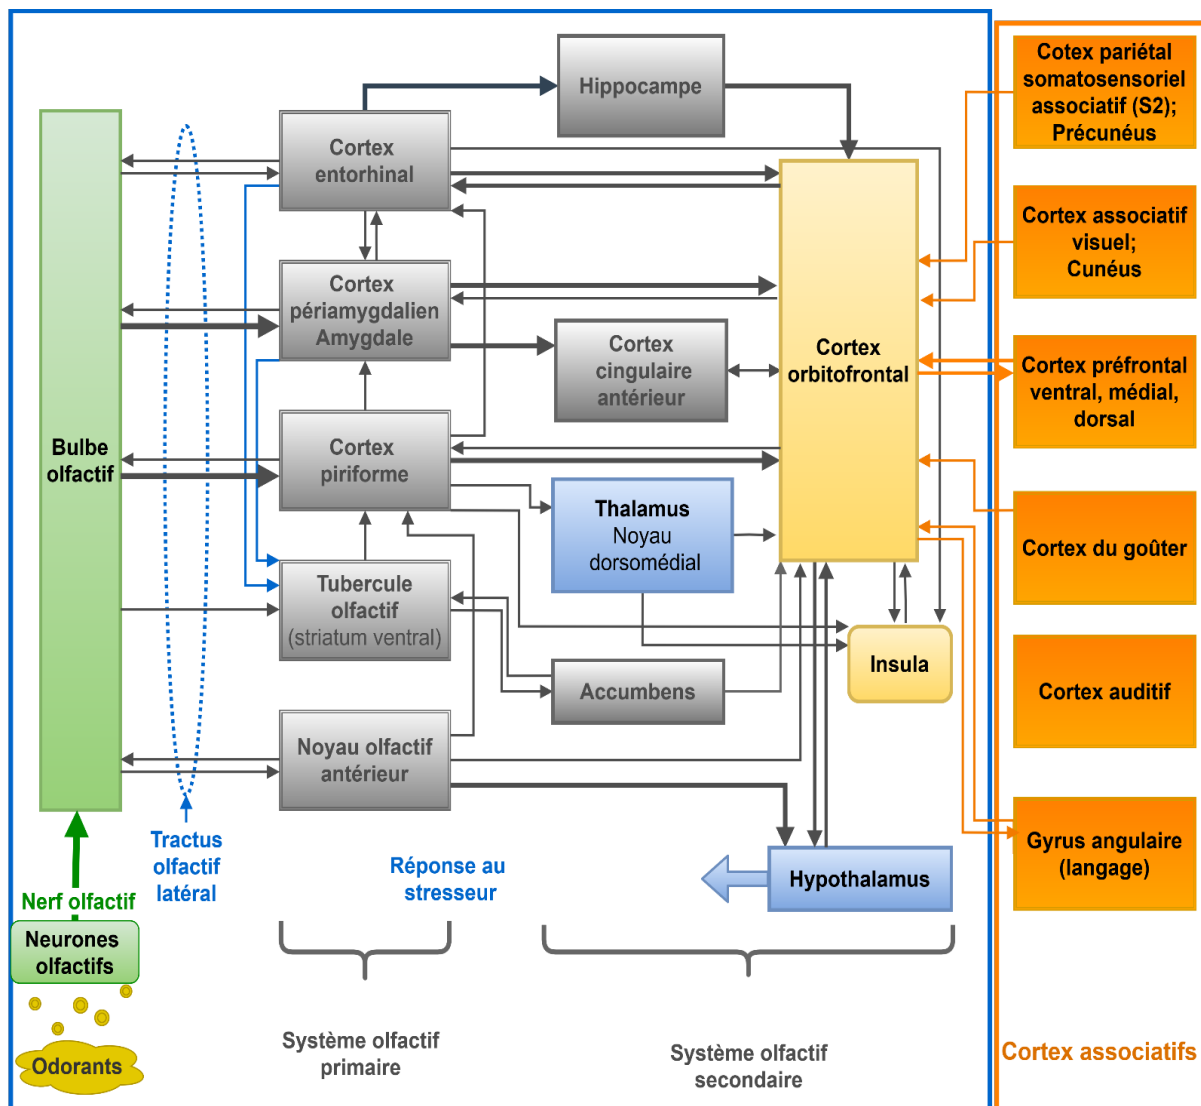 Hippocampe
Cotex pariétal
somatosensoriel
associatif (S2);
Précunéus
Cortex
entorhinal
Cortex associatif
visuel;
Cunéus
Cortex
périamygdalien
Amygdale
Cortex
cingulaire
antérieur
Cortex
orbitofrontal
Cortex préfrontal
ventral, médial,
dorsal
Bulbe
olfactif
Cortex
piriforme
Thalamus
Noyau
dorsomédial
Cortex du goûter
Tubercule
olfactif
(striatum ventral)
Insula
Accumbens
Cortex auditif
Noyau olfactif
antérieur
Tractus
olfactif
latéral
Réponse au
stresseur
Hypothalamus
Gyrus angulaire
(langage)
Nerf olfactif
Neurones
olfactifs
Odorants
Système olfactif
primaire
Système olfactif
secondaire
Cortex associatifs